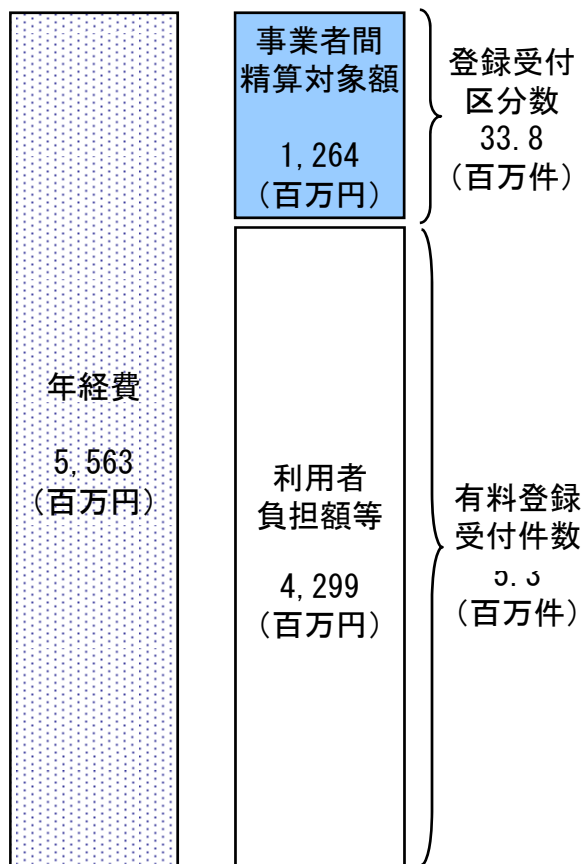 年経費
5,563
(百万円)
事業者間
精算対象額
1,264
(百万円)
登録受付
区分数
33.8
(百万件)
利用者
負担額等
4,299
(百万円)
有料登録
受付件数
(百万件)